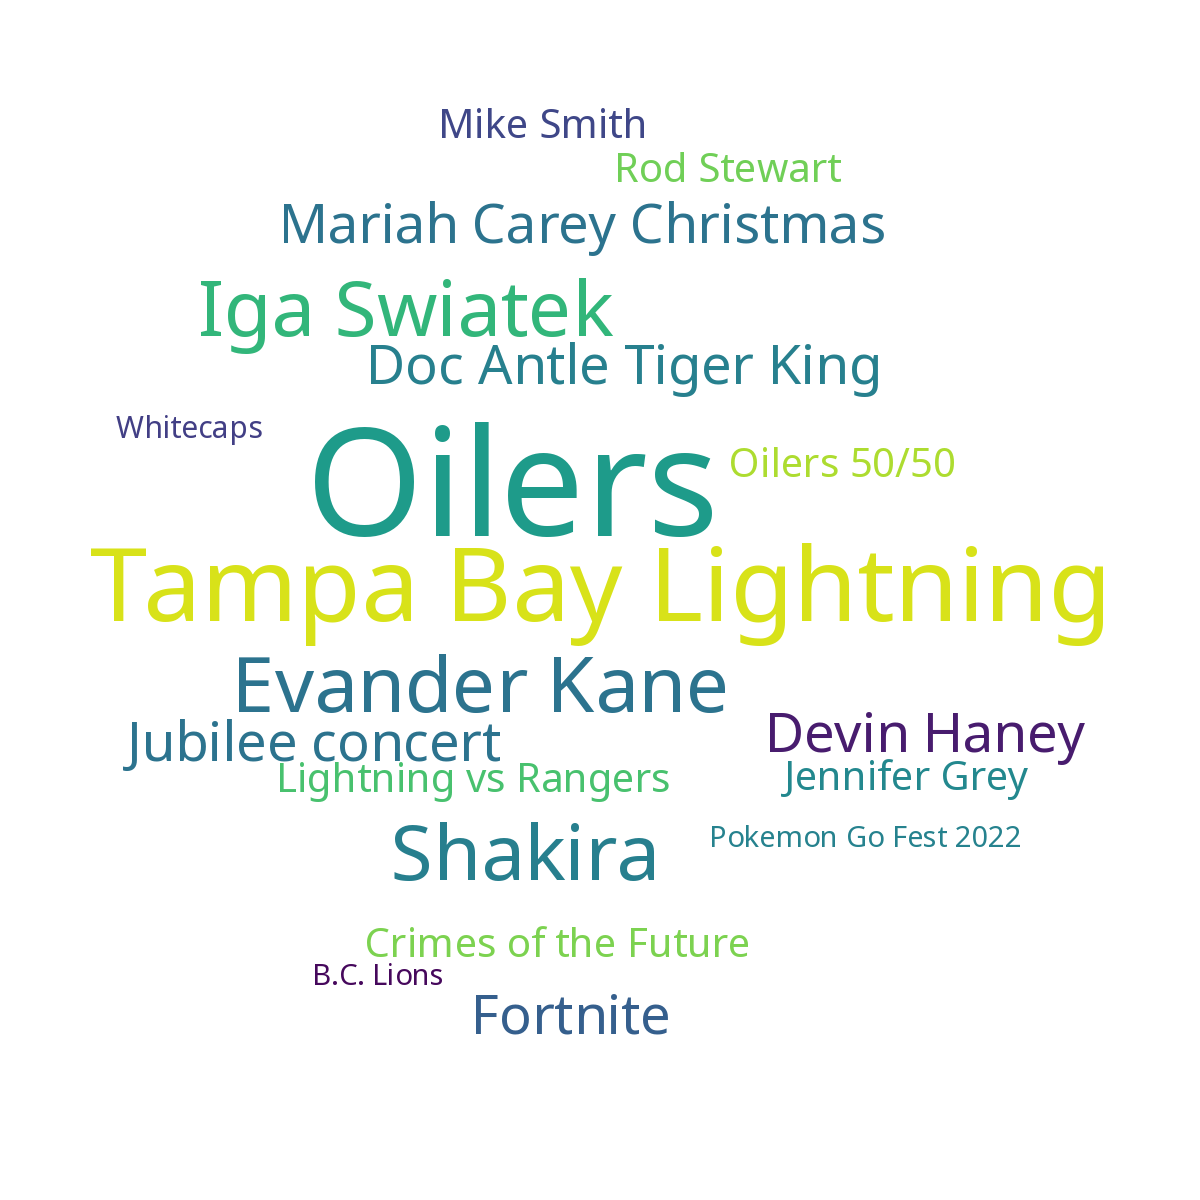 Mike Smith
Rod Stewart
Mariah Carey Christmas
Iga Swiatek
Doc Antle Tiger King
Whitecaps
Oilers
Oilers 50/50
Tampa Bay Lightning
Evander Kane
Devin Haney
Jubilee concert
Lightning vs Rangers
Jennifer Grey
Shakira
Pokemon Go Fest 2022
Crimes of the Future
B.C. Lions
Fortnite